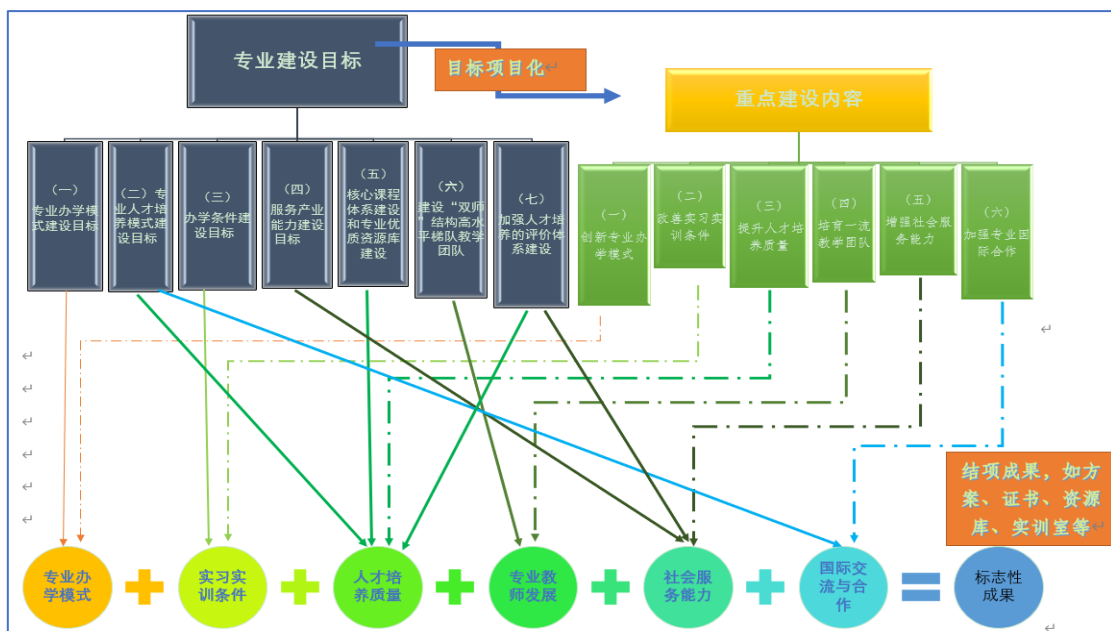 专业建设目标
目标项目化
重点建设内容
（一）
专业办学模
式建设目标
（二）专
业人才培
养模式建
设目标
（三）
办学条件建
设目标
（四）
服务产业
能力建设
目标
（五）
核心课程
体系建设
和专业优
质资源库
建设
（六）
建设“双师
”结构高水
平梯队教学
团队
（七）
加强人才培
养的评价体
系建设
（一）
创新专业办
学模式
（二）
改善实习实
训条件
（三）
提升人才培
养质量
（四）
培育一流
教学团队
（五）
增强社会服
务能力
（六）
加强专业国
际合作
结项成果，如方
案、证书、资源
库、实训室等
专业办
学模式
实习实
训条件
人才培
养质量
专业教
师发展
社会服
务能力
国际交
流与合
作
标志性
成果